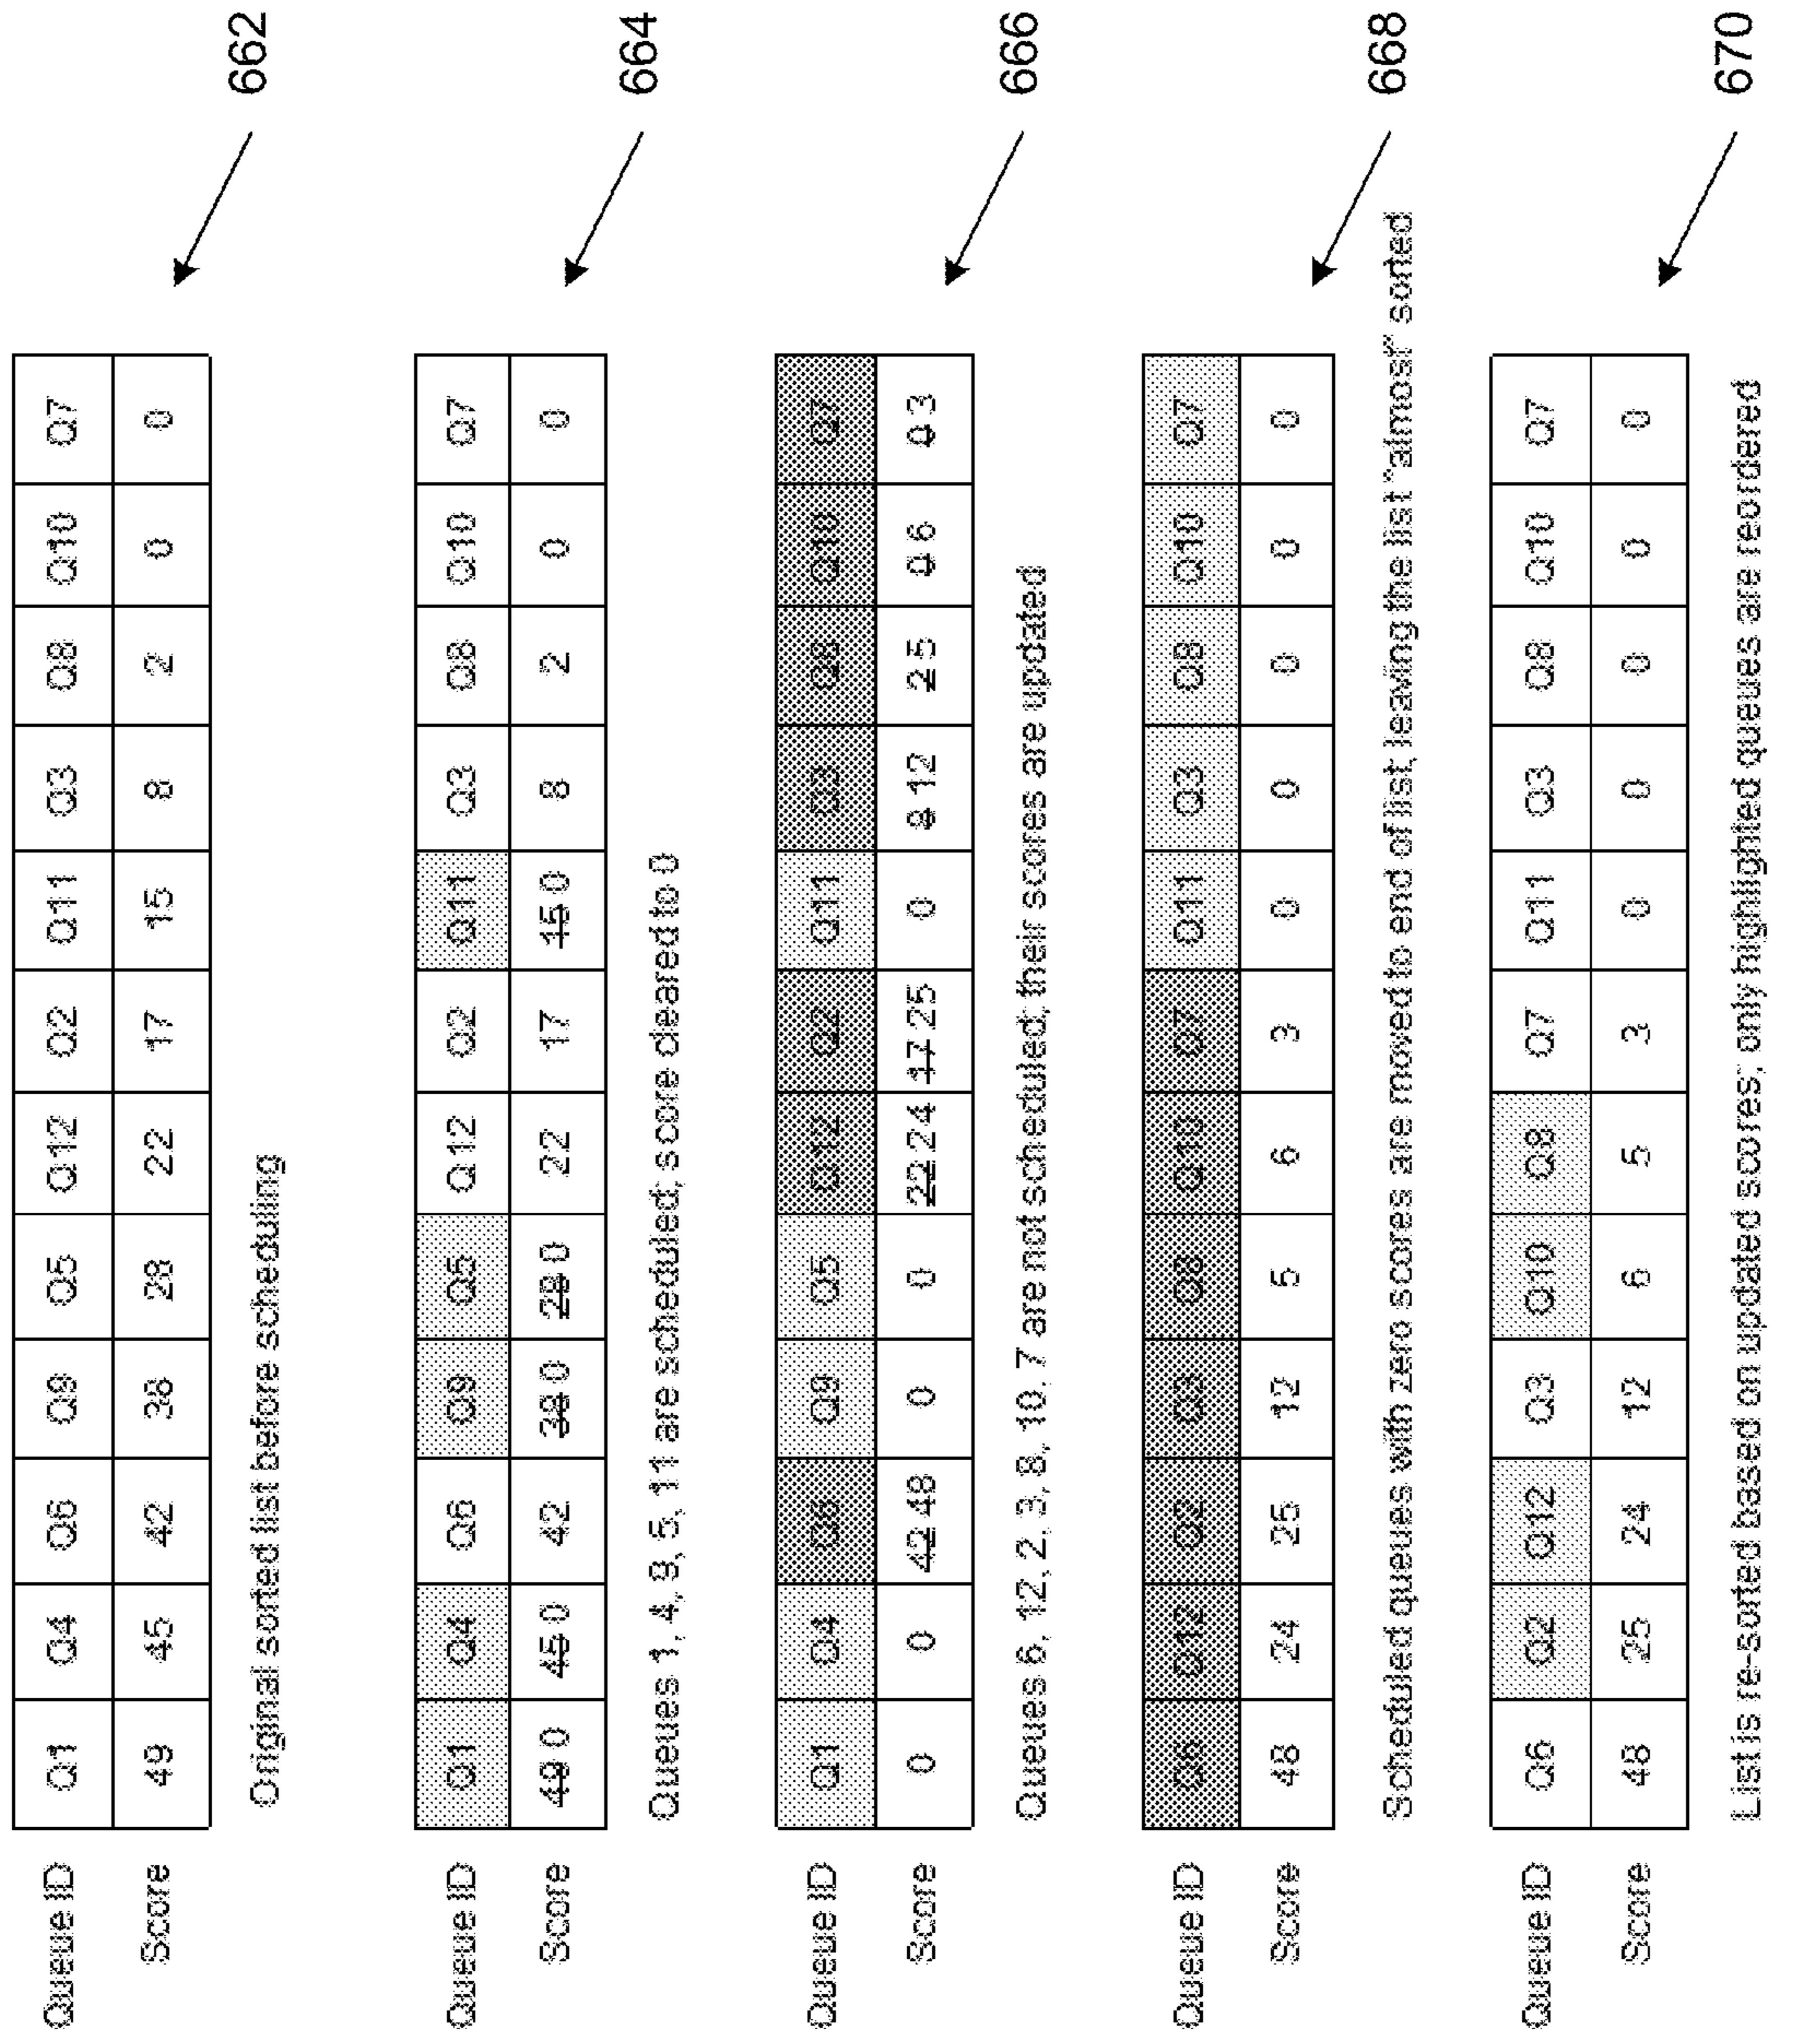 Queue ID Q1 Q4 Q6 Q9 Q5 Q12 Q2 Q11 Q3 Q8 Q10 Q7
Score 49 45 42 38 28 22 17 15 8 2 0 0
Original sorted list before scheduling
662
Queue ID Q1 Q4 Q6 Q9 Q5 Q12 Q2 Q11 Q3 Q8 Q10 Q7
Score 49 0 45 0 42 38 0 28 0 22 17 15 0 8 2 0 0
Queues 1, 4, 9, 5, 11 are scheduled; score cleared to 0
664
Queue ID Q1 Q4 Q6 Q9 Q5 Q12 Q2 Q11 Q3 Q8 Q10 Q7
Score 0 0 42 48 0 0 22 24 17 25 0 8 12 2 5 0 6 0 3
Queues 6, 12, 2, 3, 8, 10, 7 are not scheduled; their scores are updated
666
Queue ID Q6 Q12 Q2 Q3 Q8 Q10 Q7 Q11 Q3 Q8 Q10 Q7
Score 48 24 25 12 5 6 3 0 0 0 0 0
Scheduled queues with zero scores are moved to end of list, leaving the list "almost" sorted
668
Queue ID Q6 Q2 Q12 Q3 Q10 Q8 Q7 Q11 Q3 Q8 Q10 Q7
Score 48 25 24 12 6 5 3 0 0 0 0 0
List is re-sorted based on updated scores; only highlighted queues are reordered
670